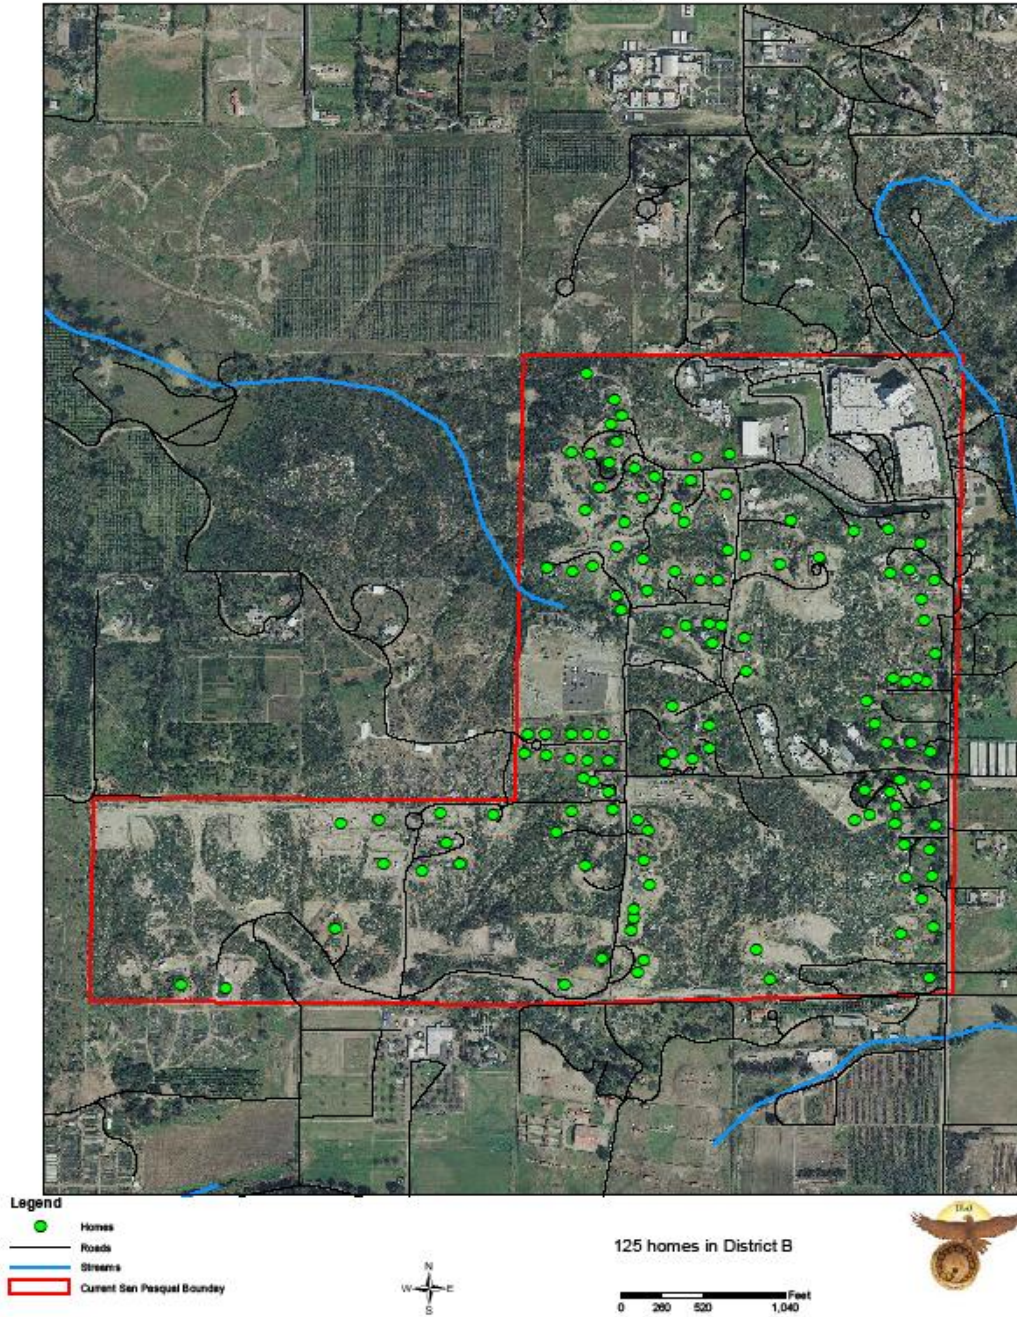 Legend
Homes
Roads
Streams
Current San Pasqual Boundary
N
W E
S
125 homes in District B
Feet
0 260 520 1,040